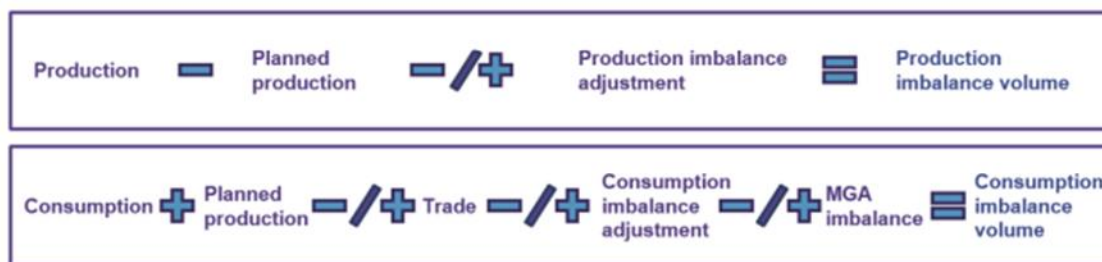 Production - Planned production -/+ Production imbalance adjustment = Production imbalance volume
Consumption + Planned production -/+ Trade -/+ Consumption imbalance adjustment -/+ MGA imbalance = Consumption imbalance volume